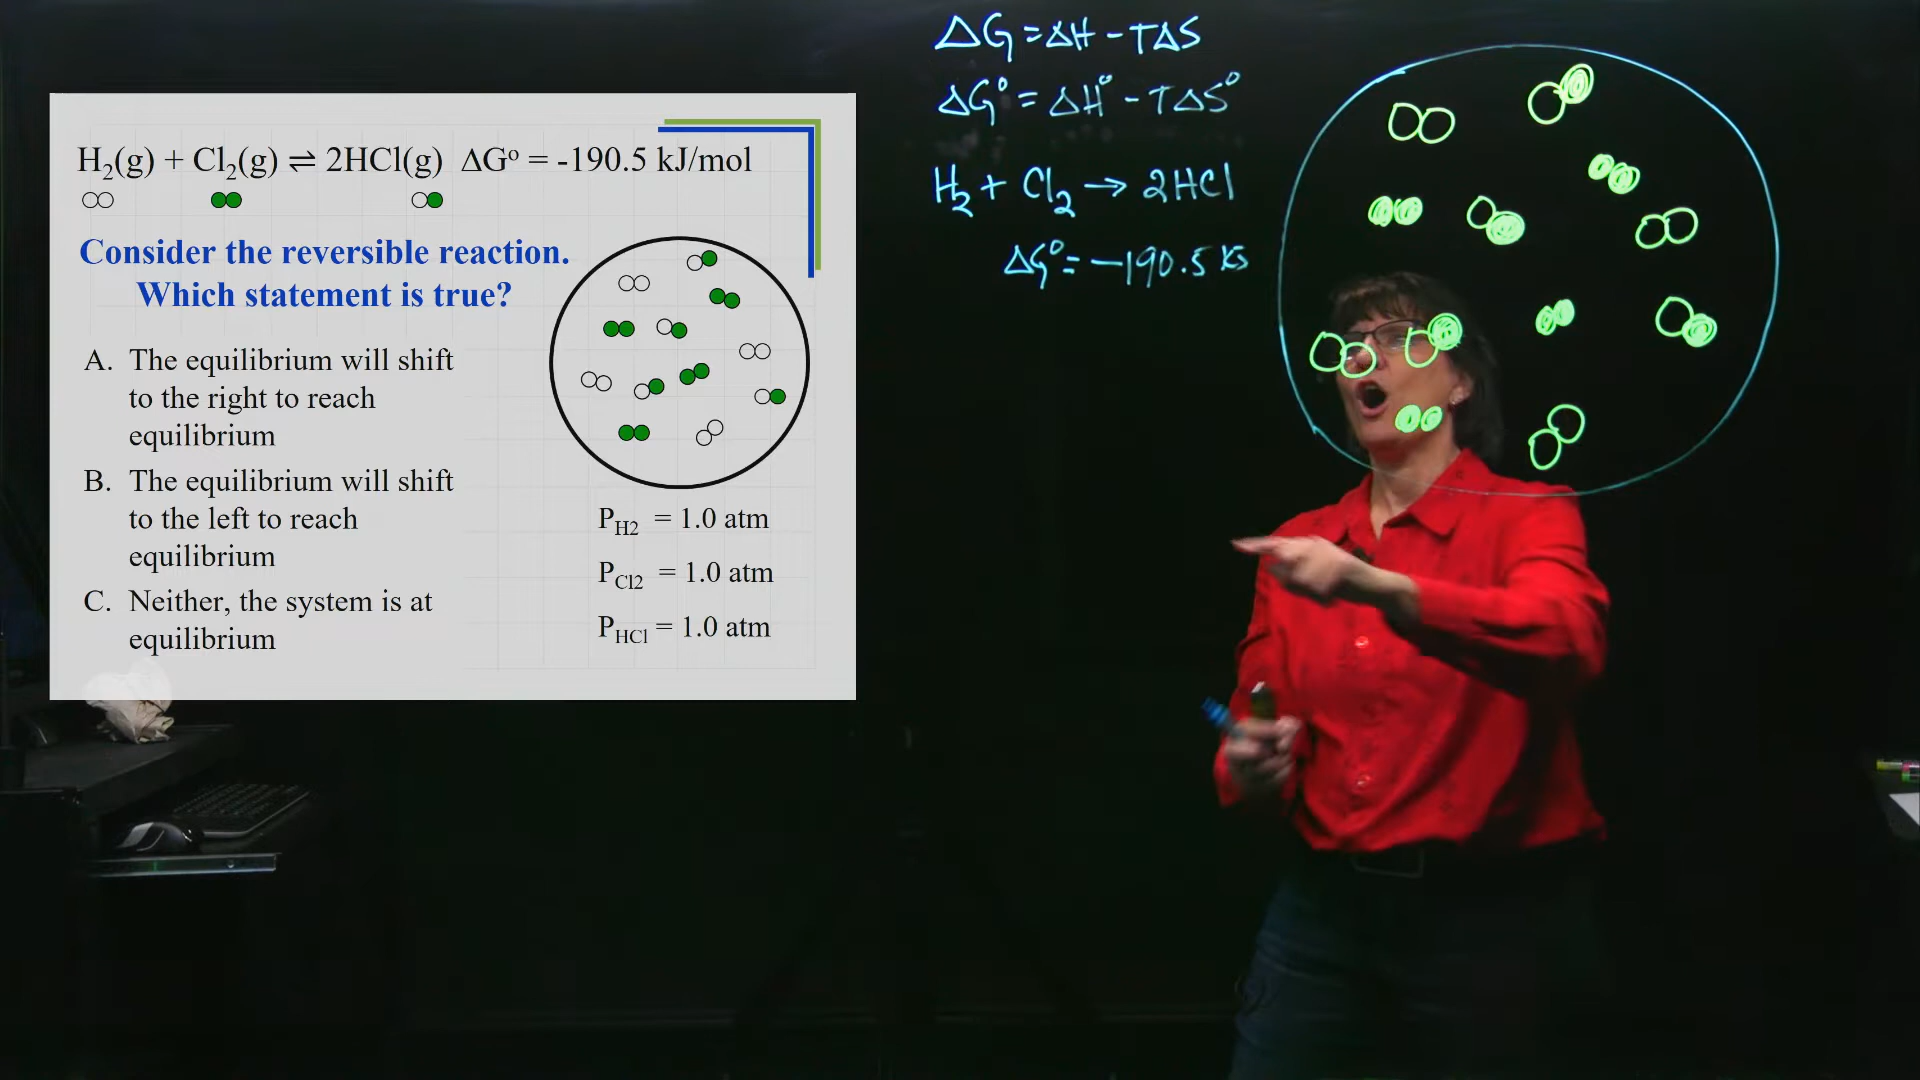 H₂(g) + Cl₂(g) ⇌ 2HCl(g) ΔG° = -190.5 kJ/mol
Consider the reversible reaction.
Which statement is true?
A. The equilibrium will shift
to the right to reach
equilibrium
B. The equilibrium will shift
to the left to reach
equilibrium
C. Neither, the system is at
equilibrium
P_H2 = 1.0 atm
P_Cl2 = 1.0 atm
P_HCl = 1.0 atm
ΔG = ΔH - TΔS
ΔG° = ΔH° - TΔS°
H₂ + Cl₂ → 2HCl
ΔG° = -190.5 kJ